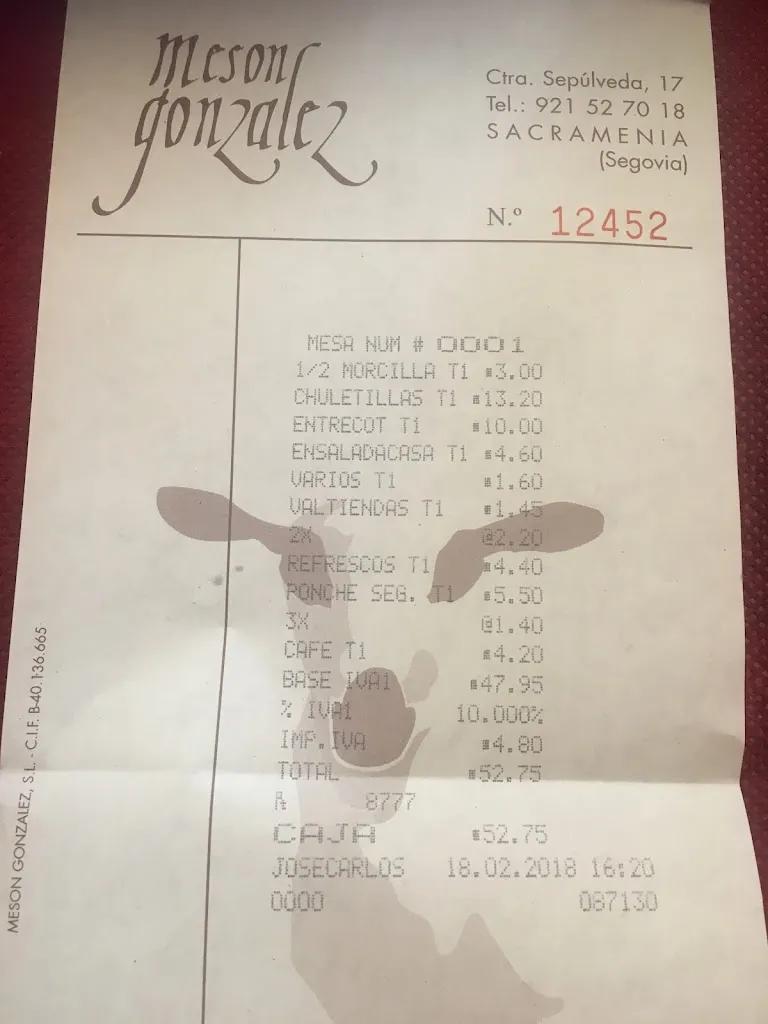 meson
gonzalez
Ctra. Sepúlveda, 17
Tel.: 921 52 70 18
SACRAMENIA
(Segovia)
N.º 12452
MESA NUM # 0001
1/2 MORCILLA T1 3.00
CHULETILLAS T1 13.20
ENTRECOT T1 10.00
ENSALADACASA T1 4.60
VARIOS T1 1.60
VALTIENDAS T1 1.45
2X @2.20
REFRESCOS T1 4.40
PONCHE SEG. T1 5.50
3X @1.40
CAFE T1 4.20
BASE IVA1 47.95
% IVA1 10.000%
IMP.IVA 4.80
TOTAL 52.75
₧ 8777
CAJA 52.75
JOSECARLOS 18.02.2018 16:20
0000 087130
MESON GONZALEZ, S.L. - C.I.F. B-40.136.665